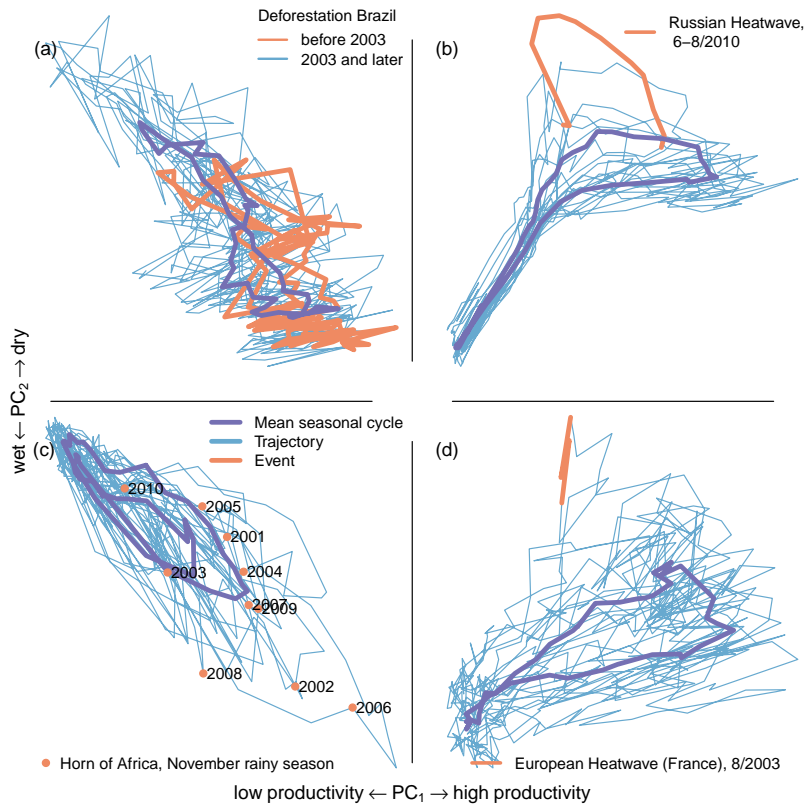 Deforestation Brazil
before 2003
2003 and later
(a)
(b)
Russian Heatwave,
6–8/2010
wet ← PC2 → dry
Mean seasonal cycle
Trajectory
Event
(c)
(d)
2010
2005
2001
2003
2004
2007
2009
2008
2002
2006
Horn of Africa, November rainy season
European Heatwave (France), 8/2003
low productivity ← PC1 → high productivity